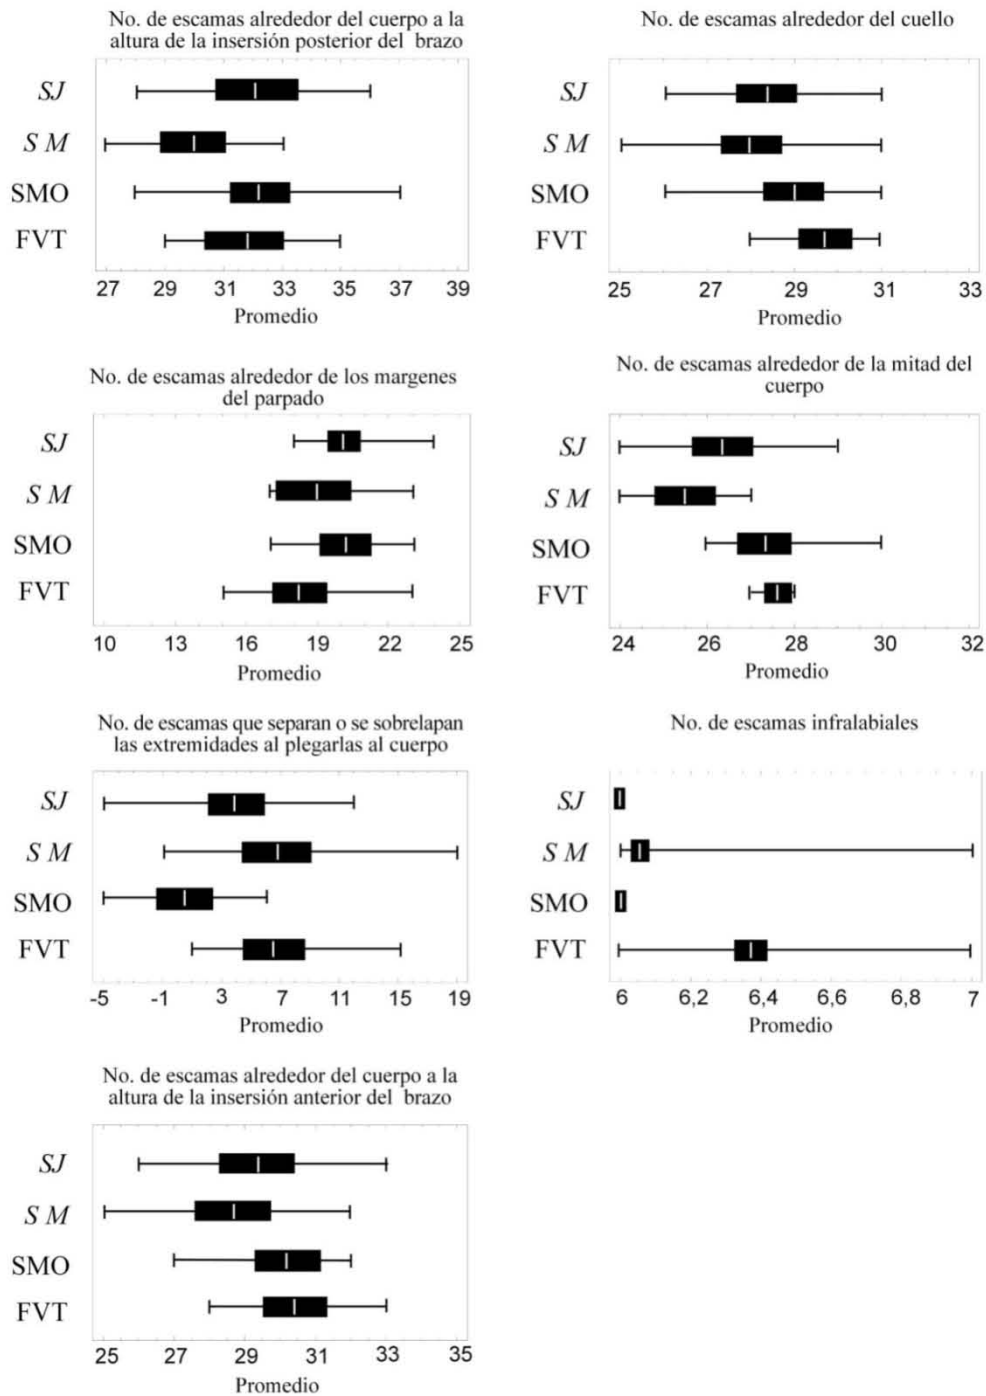 No. de escamas alrededor del cuerpo a la
altura de la insersión posterior del brazo
SJ
S M
SMO
FVT
27 29 31 33 35 37 39
Promedio
No. de escamas alrededor del cuello
SJ
S M
SMO
FVT
25 27 29 31 33
Promedio
No. de escamas alrededor de los margenes
del parpado
SJ
S M
SMO
FVT
10 13 16 19 22 25
Promedio
No. de escamas alrededor de la mitad del
cuerpo
SJ
S M
SMO
FVT
24 26 28 30 32
Promedio
No. de escamas que separan o se sobrelapan
las extremidades al plegarlas al cuerpo
SJ
S M
SMO
FVT
-5 -1 3 7 11 15 19
Promedio
No. de escamas infralabiales
SJ
S M
SMO
FVT
6 6,2 6,4 6,6 6,8 7
Promedio
No. de escamas alrededor del cuerpo a la
altura de la insersión anterior del brazo
SJ
S M
SMO
FVT
25 27 29 31 33 35
Promedio